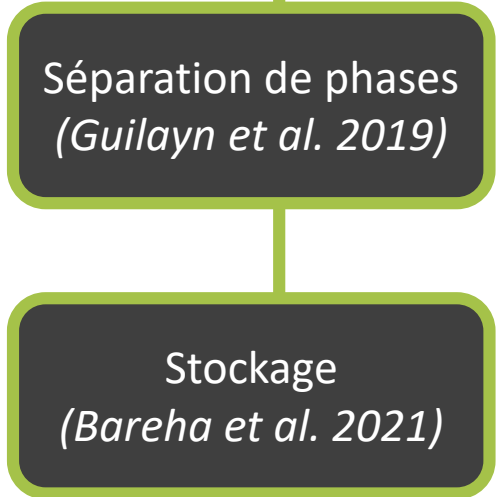 Séparation de phases
(Guilayn et al. 2019)
Stockage
(Bareha et al. 2021)